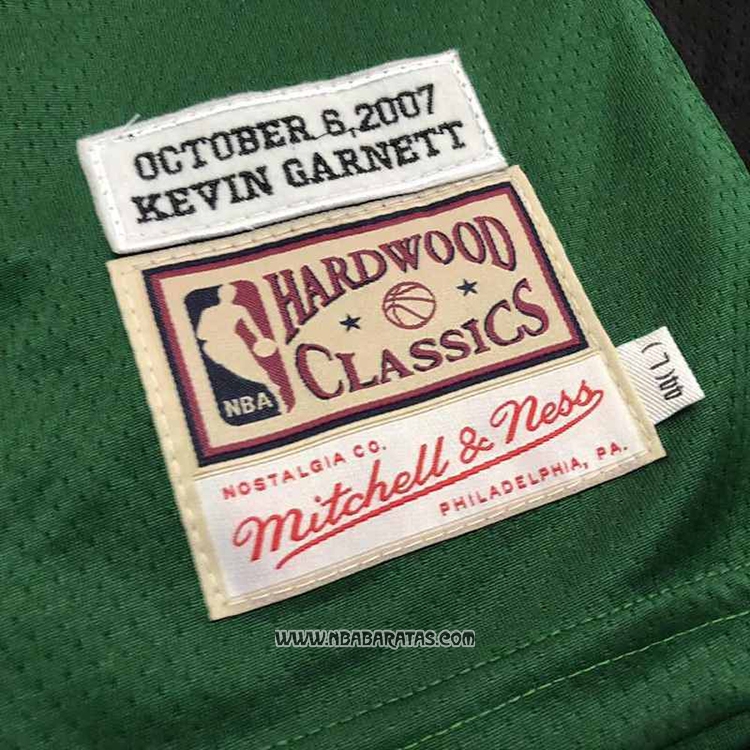 OCTOBER 6,2007
KEVIN GARNETT
HARDWOOD
CLASSICS
NBA
44(L)
NOSTALGIA CO.
Mitchell & Ness
PHILADELPHIA, PA.
WWW.NBABARATAS.COM